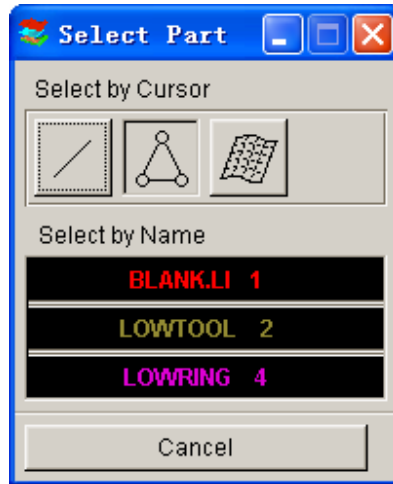 Select Part
Select by Cursor
Select by Name
BLANK.LI 1
LOWTOOL 2
LOWRING 4
Cancel